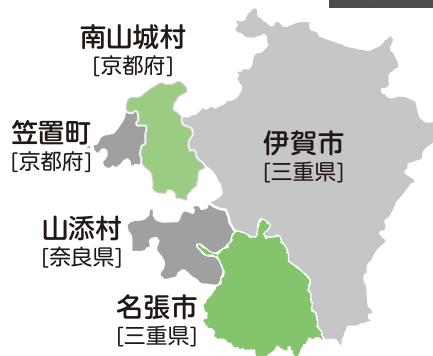 南山城村
[京都府]
笠置町
[京都府]
伊賀市
[三重県]
山添村
[奈良県]
名張市
[三重県]